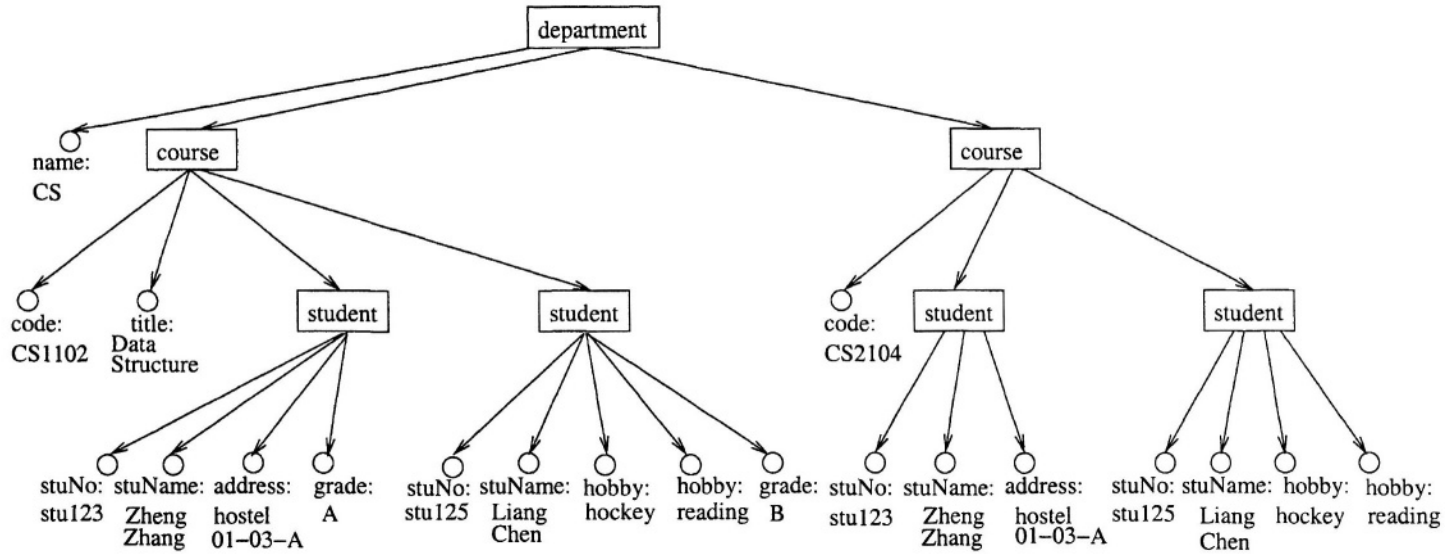 department
name:
CS
course
course
code:
CS1102
title:
Data
Structure
student
student
code:
CS2104
student
student
stuNo:
stu123
stuName:
Zheng
Zhang
address:
hostel
01-03-A
grade:
A
stuNo:
stu125
stuName:
Liang
Chen
hobby:
hockey
hobby:
reading
grade:
B
stuNo:
stu123
stuName:
Zheng
Zhang
address:
hostel
01-03-A
stuNo:
stu125
stuName:
Liang
Chen
hobby:
hockey
hobby:
reading